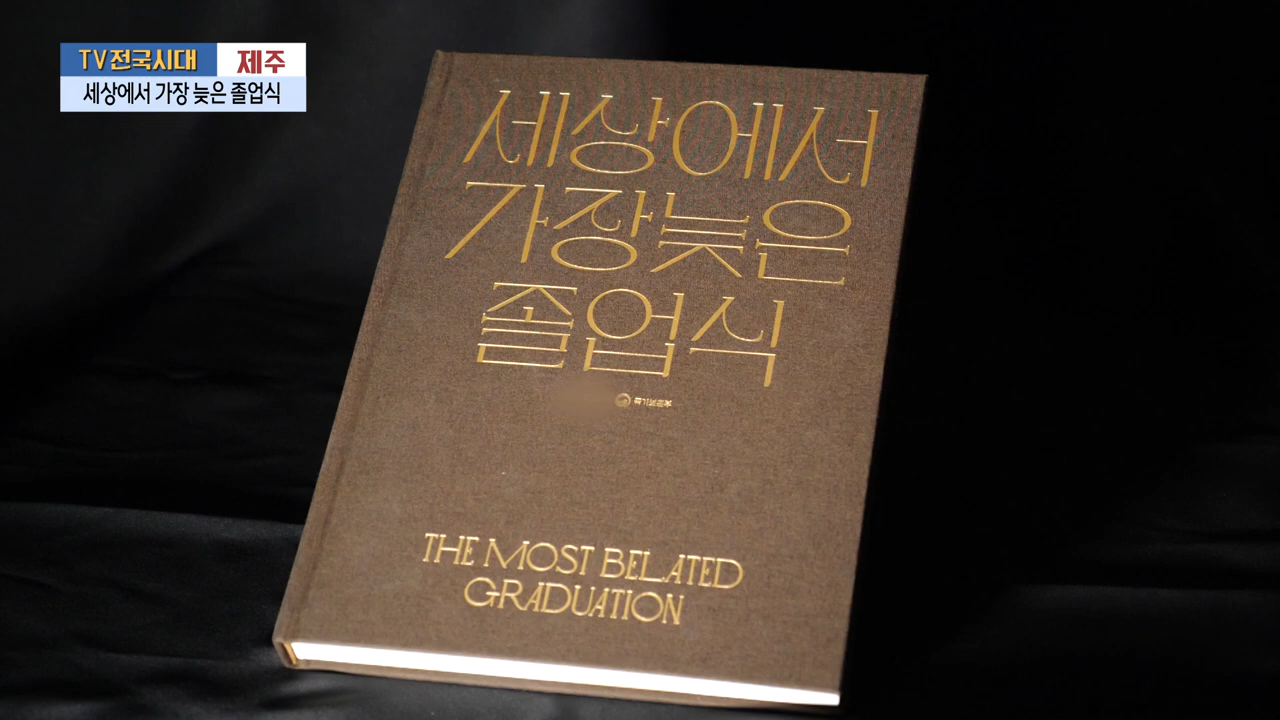 TV전국시대 제주
세상에서 가장 늦은 졸업식
세상에서
가장늦은
졸업식
THE MOST BELATED
GRADUATION